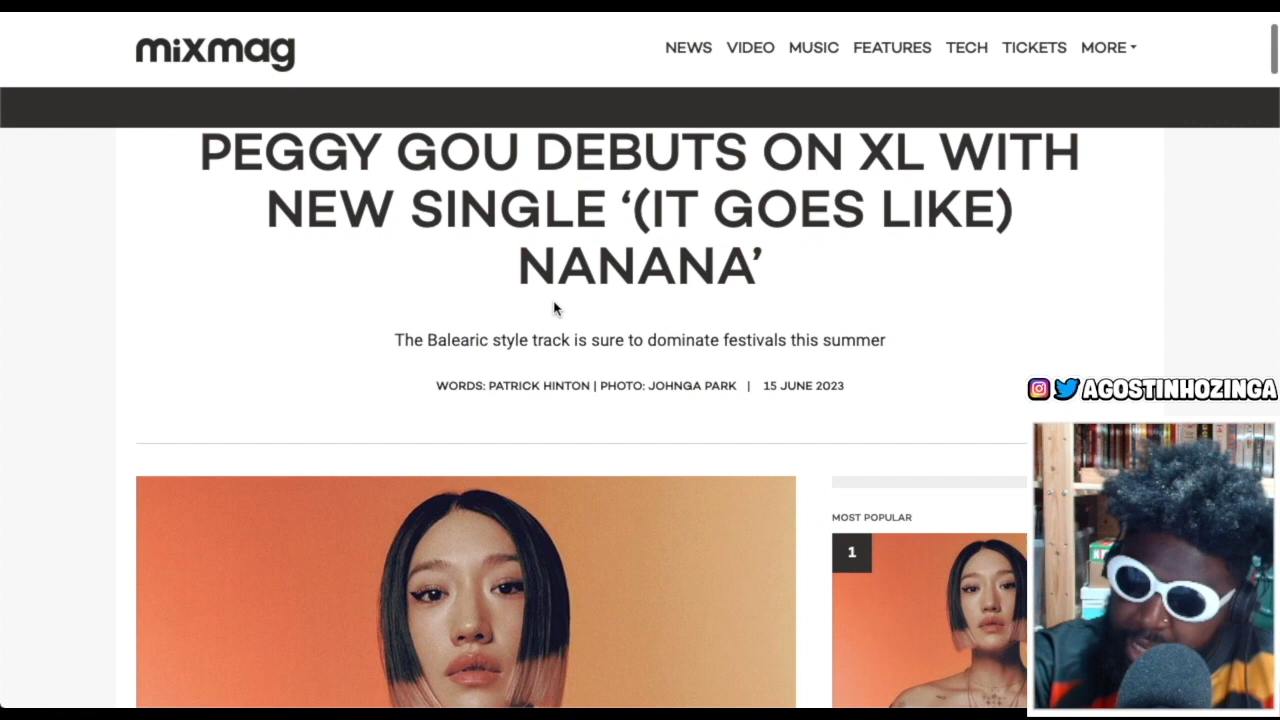 mixmag
NEWS VIDEO MUSIC FEATURES TECH TICKETS MORE
PEGGY GOU DEBUTS ON XL WITH
NEW SINGLE ‘(IT GOES LIKE)
NANANA’
The Balearic style track is sure to dominate festivals this summer
WORDS: PATRICK HINTON | PHOTO: JOHNGA PARK | 15 JUNE 2023
AGOSTINHOZINGA
MOST POPULAR
1